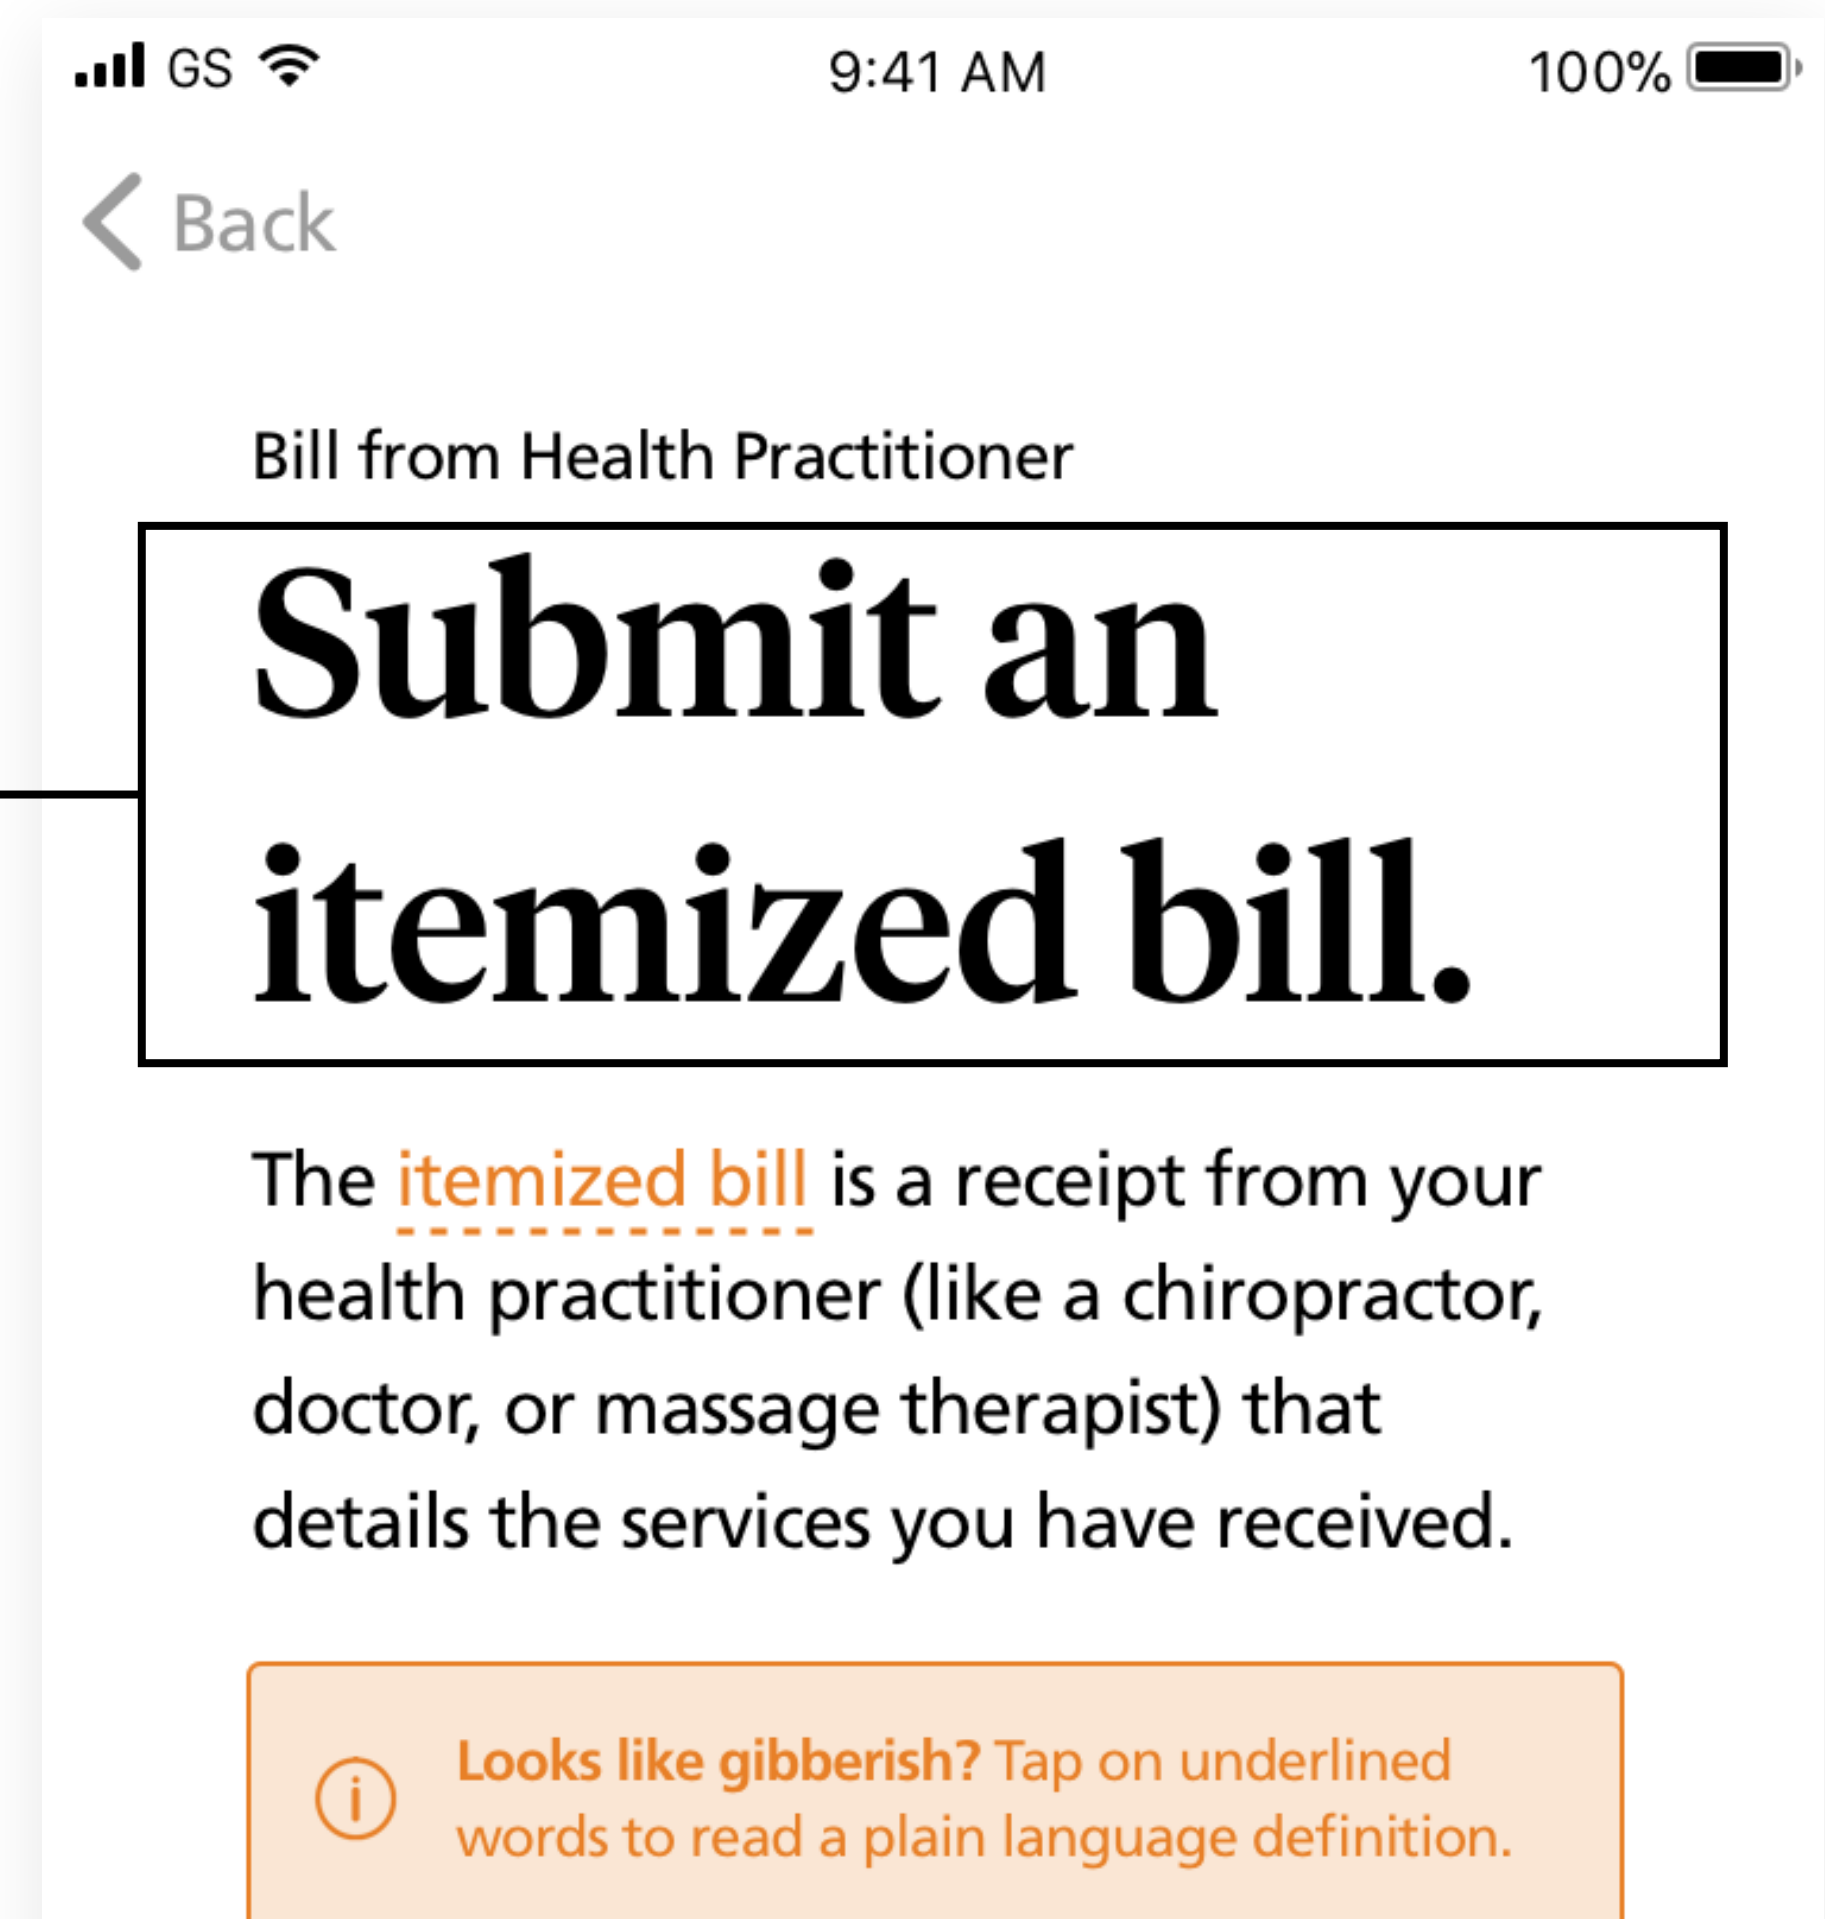 GS 9:41 AM 100%
Back
Bill from Health Practitioner
Submit an
itemized bill.
The itemized bill is a receipt from your
health practitioner (like a chiropractor,
doctor, or massage therapist) that
details the services you have received.
Looks like gibberish? Tap on underlined
words to read a plain language definition.